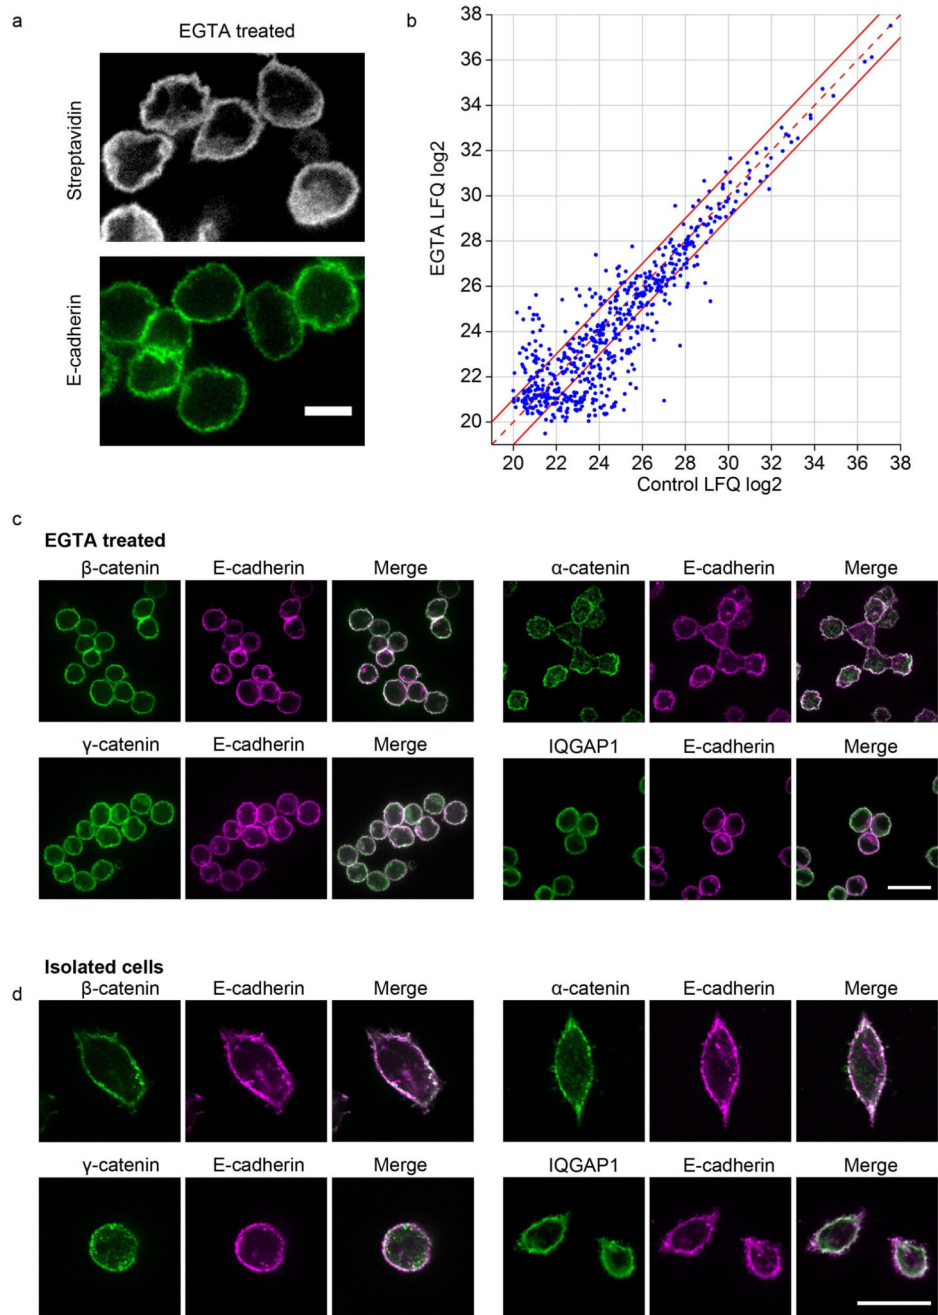 a
EGTA treated
Streptavidin
E-cadherin
b
38
36
34
32
30
28
26
24
22
20
EGTA LFQ log2
20 22 24 26 28 30 32 34 36 38
Control LFQ log2
c
EGTA treated
β-catenin E-cadherin Merge
α-catenin E-cadherin Merge
γ-catenin E-cadherin Merge
IQGAP1 E-cadherin Merge
Isolated cells
d
β-catenin E-cadherin Merge
α-catenin E-cadherin Merge
γ-catenin E-cadherin Merge
IQGAP1 E-cadherin Merge